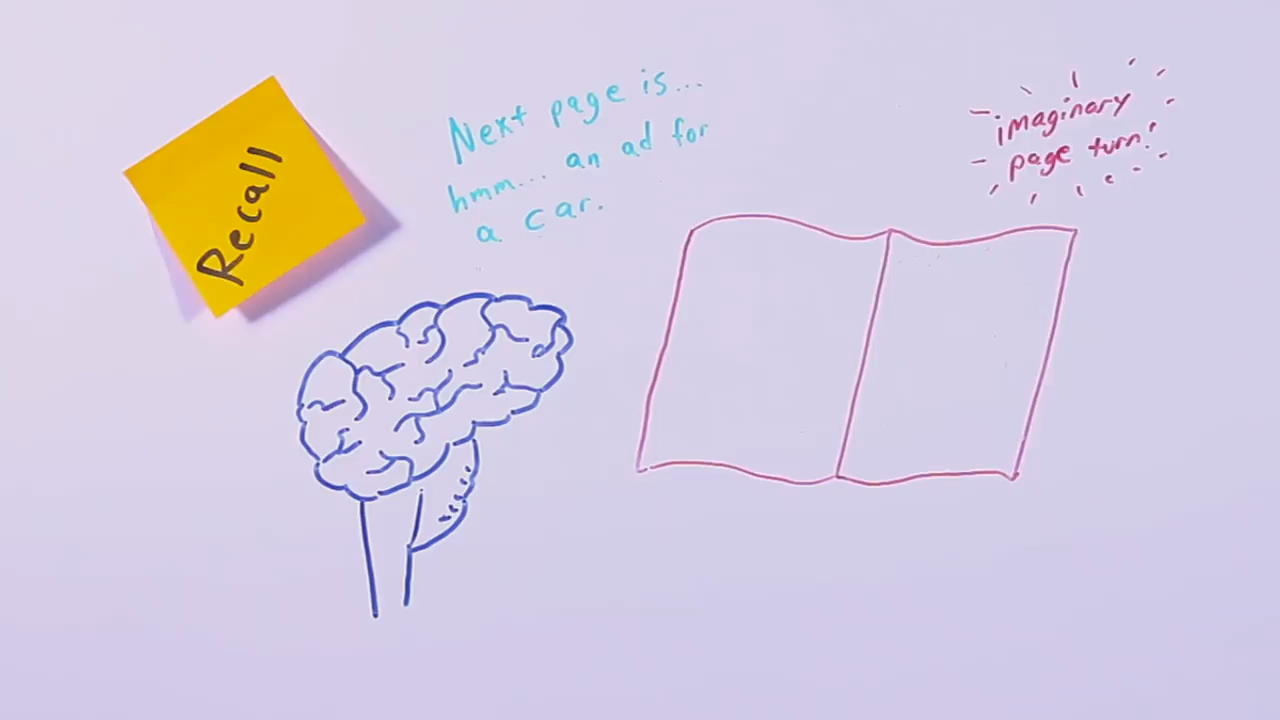 Recall
Next page is...
hmm... an ad for
a car.
imaginary
page turn!